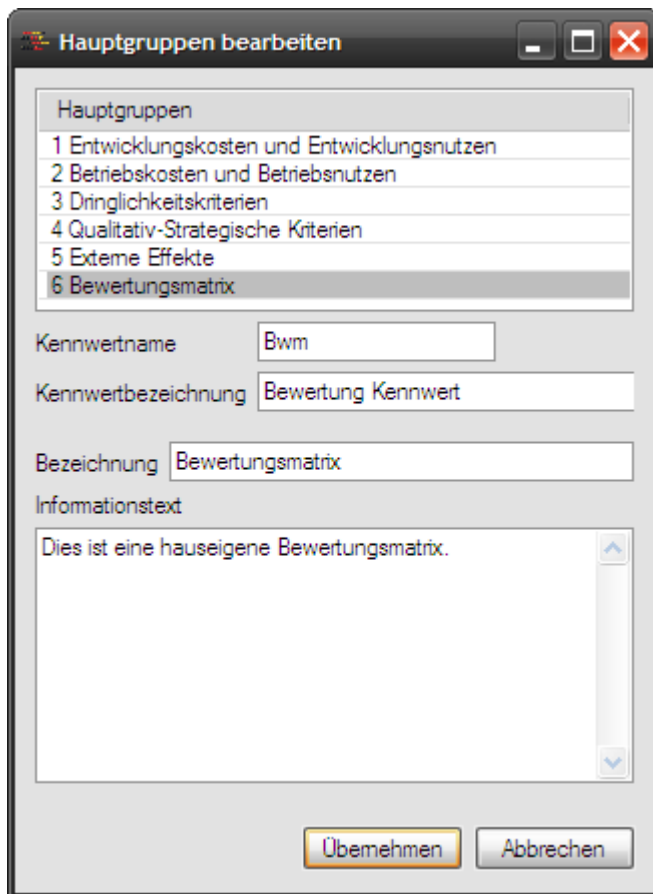 Hauptgruppen bearbeiten
Hauptgruppen
1 Entwicklungskosten und Entwicklungsnutzen
2 Betriebskosten und Betriebsnutzen
3 Dringlichkeitskriterien
4 Qualitativ-Strategische Kriterien
5 Externe Effekte
6 Bewertungsmatrix
Kennwertname Bwm
Kennwertbezeichnung Bewertung Kennwert
Bezeichnung Bewertungsmatrix
Informationstext
Dies ist eine hauseigene Bewertungsmatrix.
Übernehmen Abbrechen